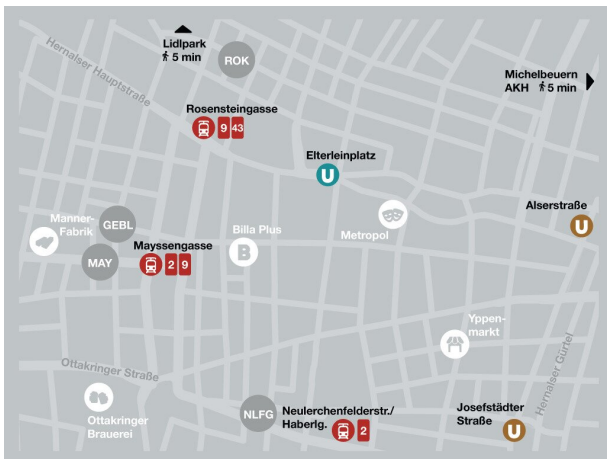 Lidlpark
5 min
ROK
Hernalser Hauptstraße
Michelbeuern
AKH 5 min
Rosensteingasse
9 43
Elterleinplatz
U
Alserstraße
U
Manner-
Fabrik
GEBL
MAY
Mayssengasse
2 9
Billa Plus
B
Metropol
Yppen-
markt
Hernalser Gürtel
Ottakringer Straße
Ottakringer
Brauerei
NLFG
Neulerchenfelderstr./
Haberlg.
2
Josefstädter
Straße
U